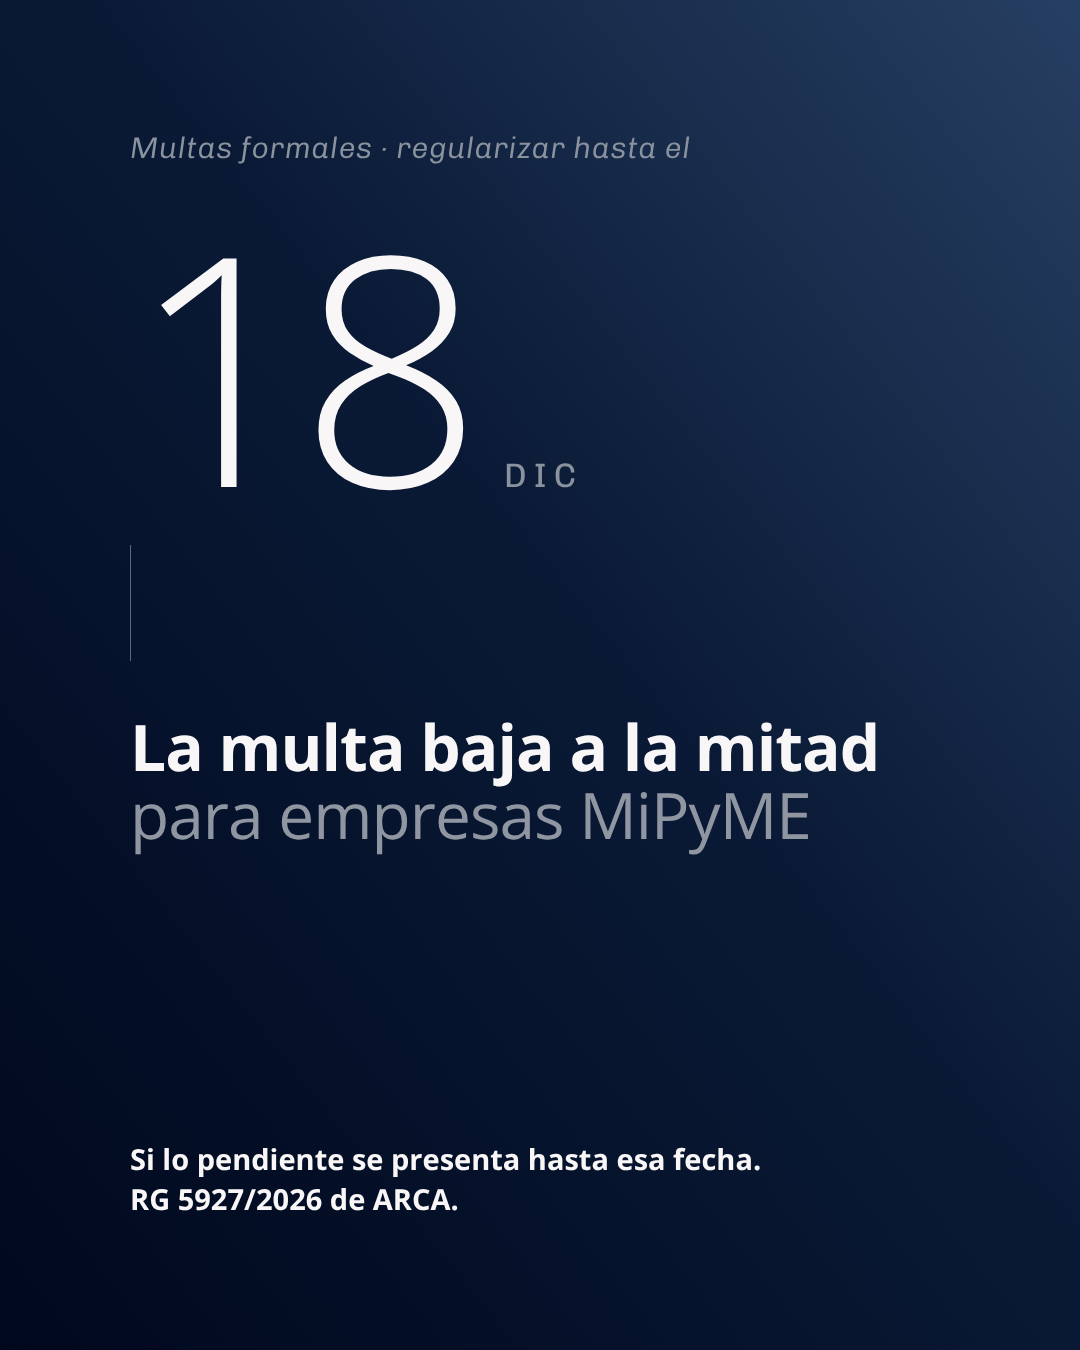 Multas formales · regularizar hasta el
18 DIC
La multa baja a la mitad
para empresas MiPyME
Si lo pendiente se presenta hasta esa fecha.
RG 5927/2026 de ARCA.